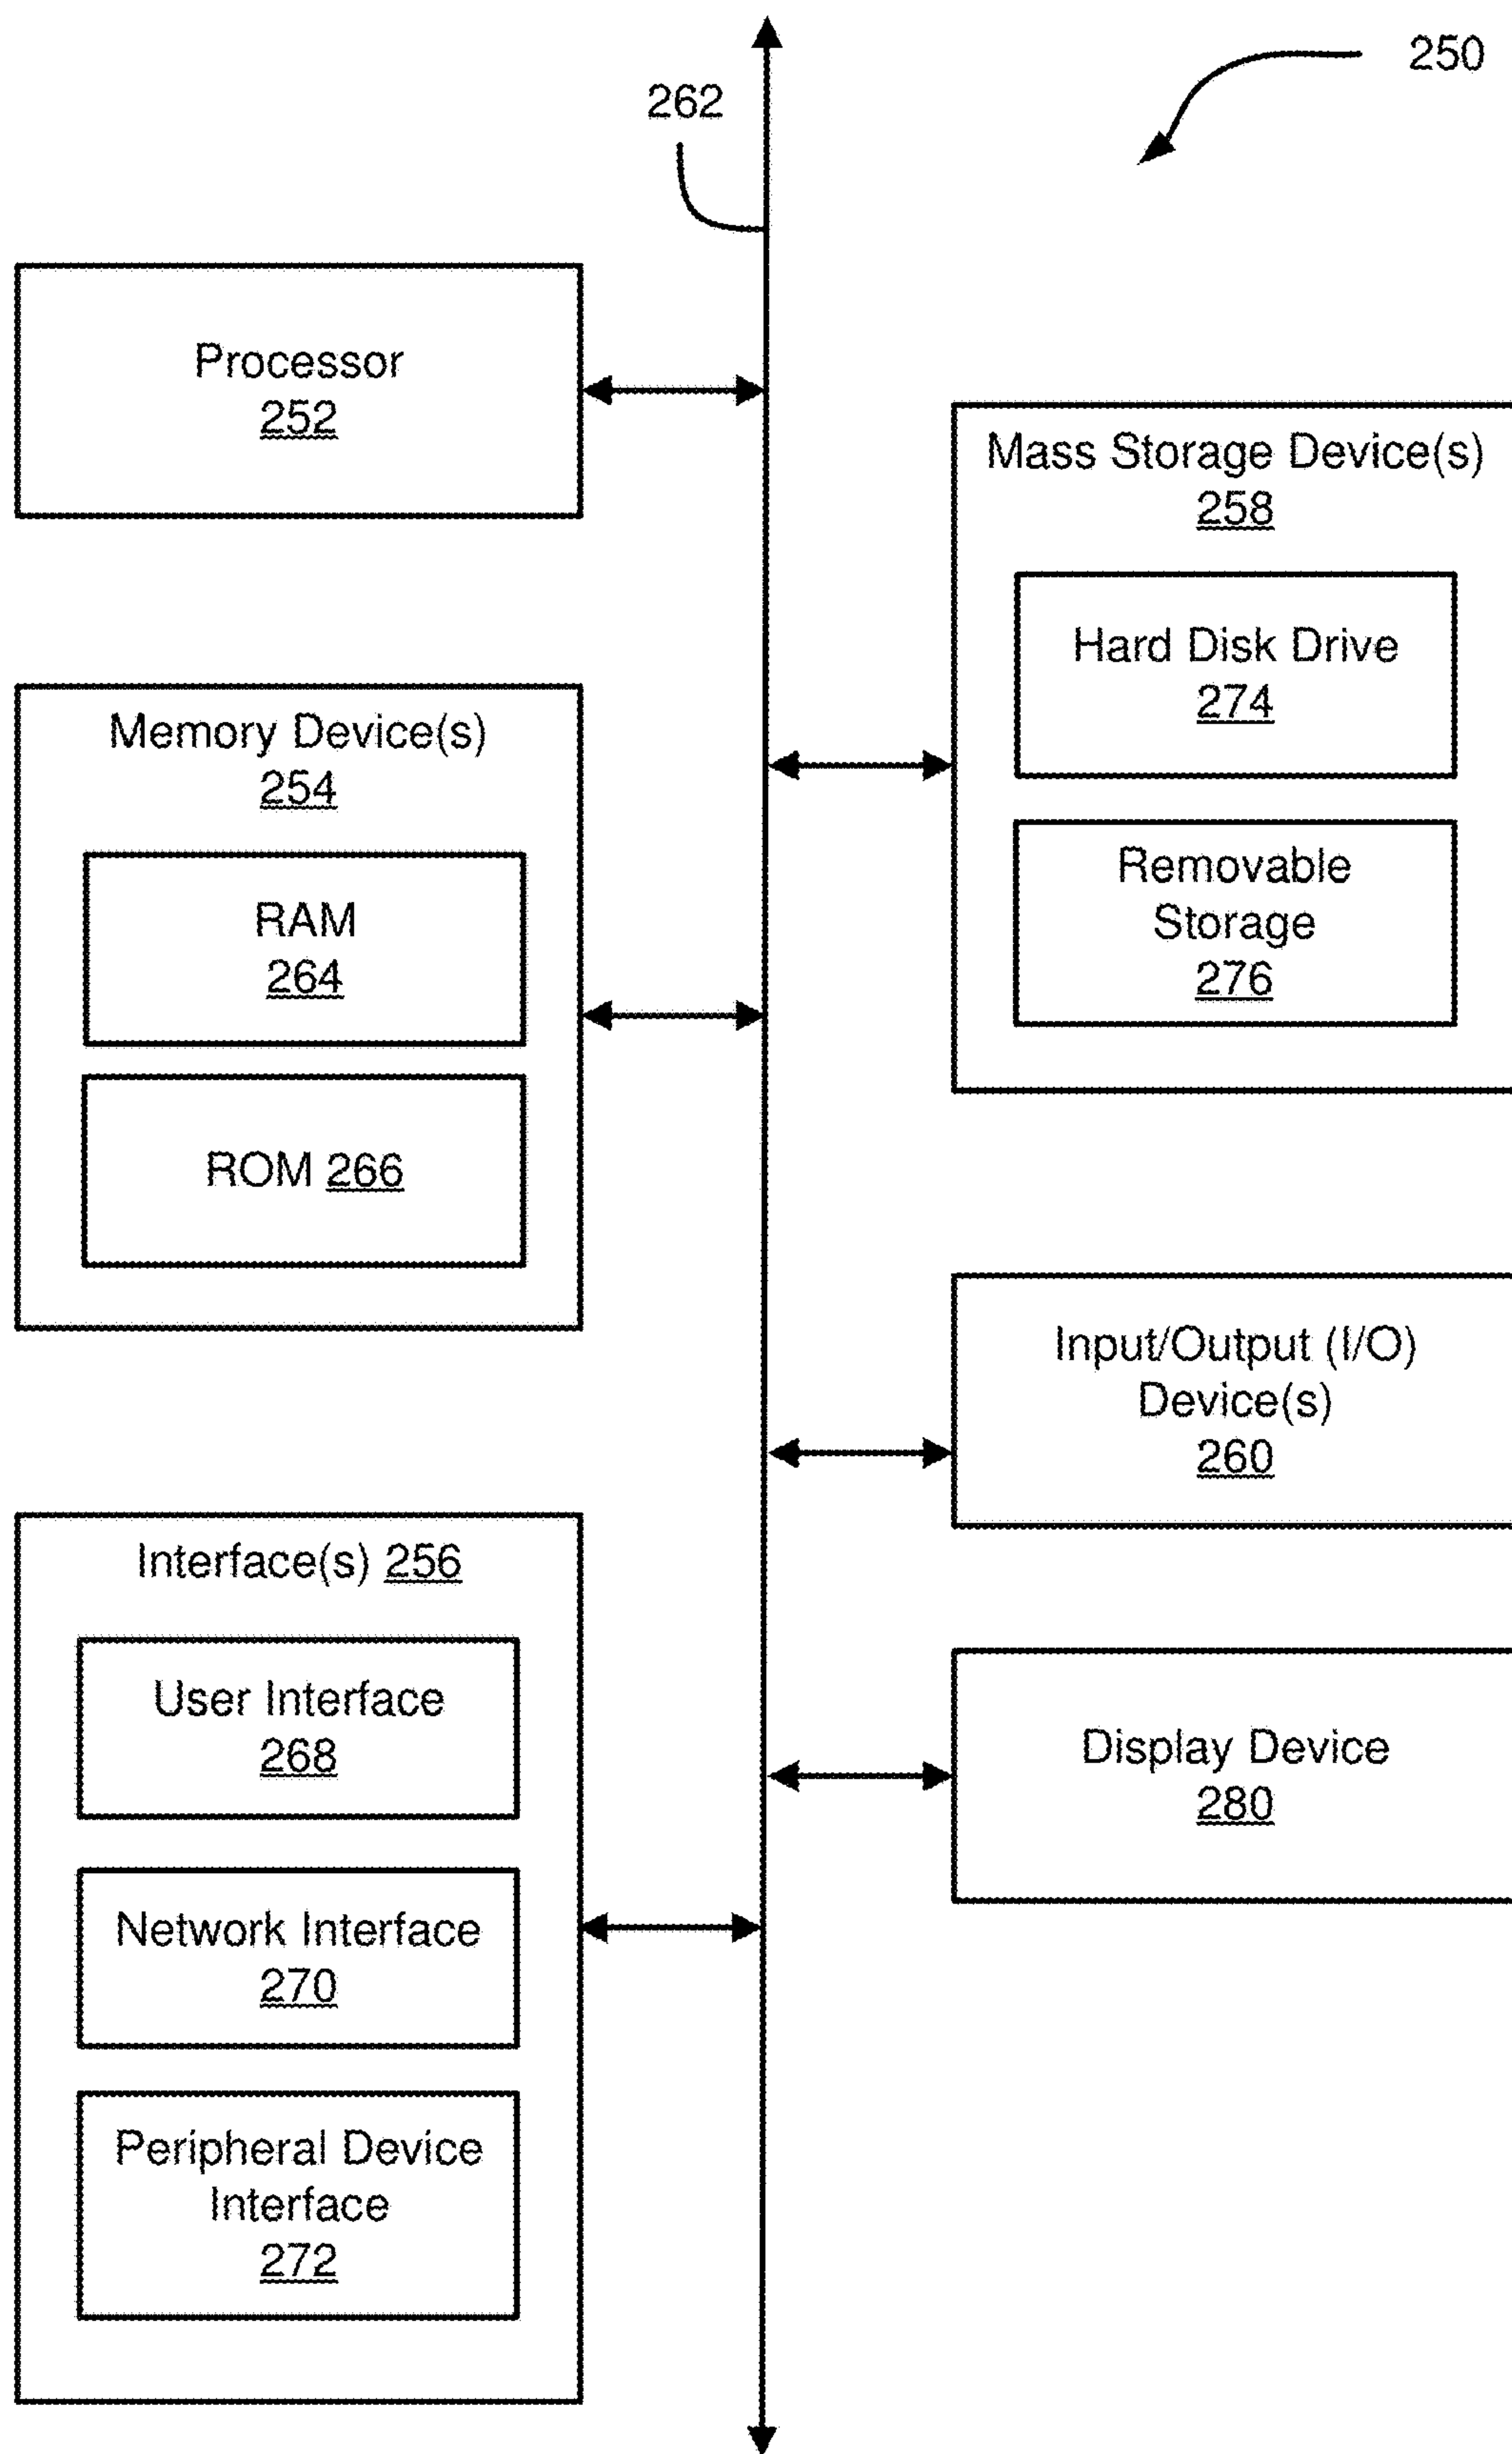 250
262
Processor
252
Mass Storage Device(s)
258
Hard Disk Drive
274
Removable
Storage
276
Memory Device(s)
254
RAM
264
ROM 266
Input/Output (I/O)
Device(s)
260
Interface(s) 256
User Interface
268
Network Interface
270
Peripheral Device
Interface
272
Display Device
280